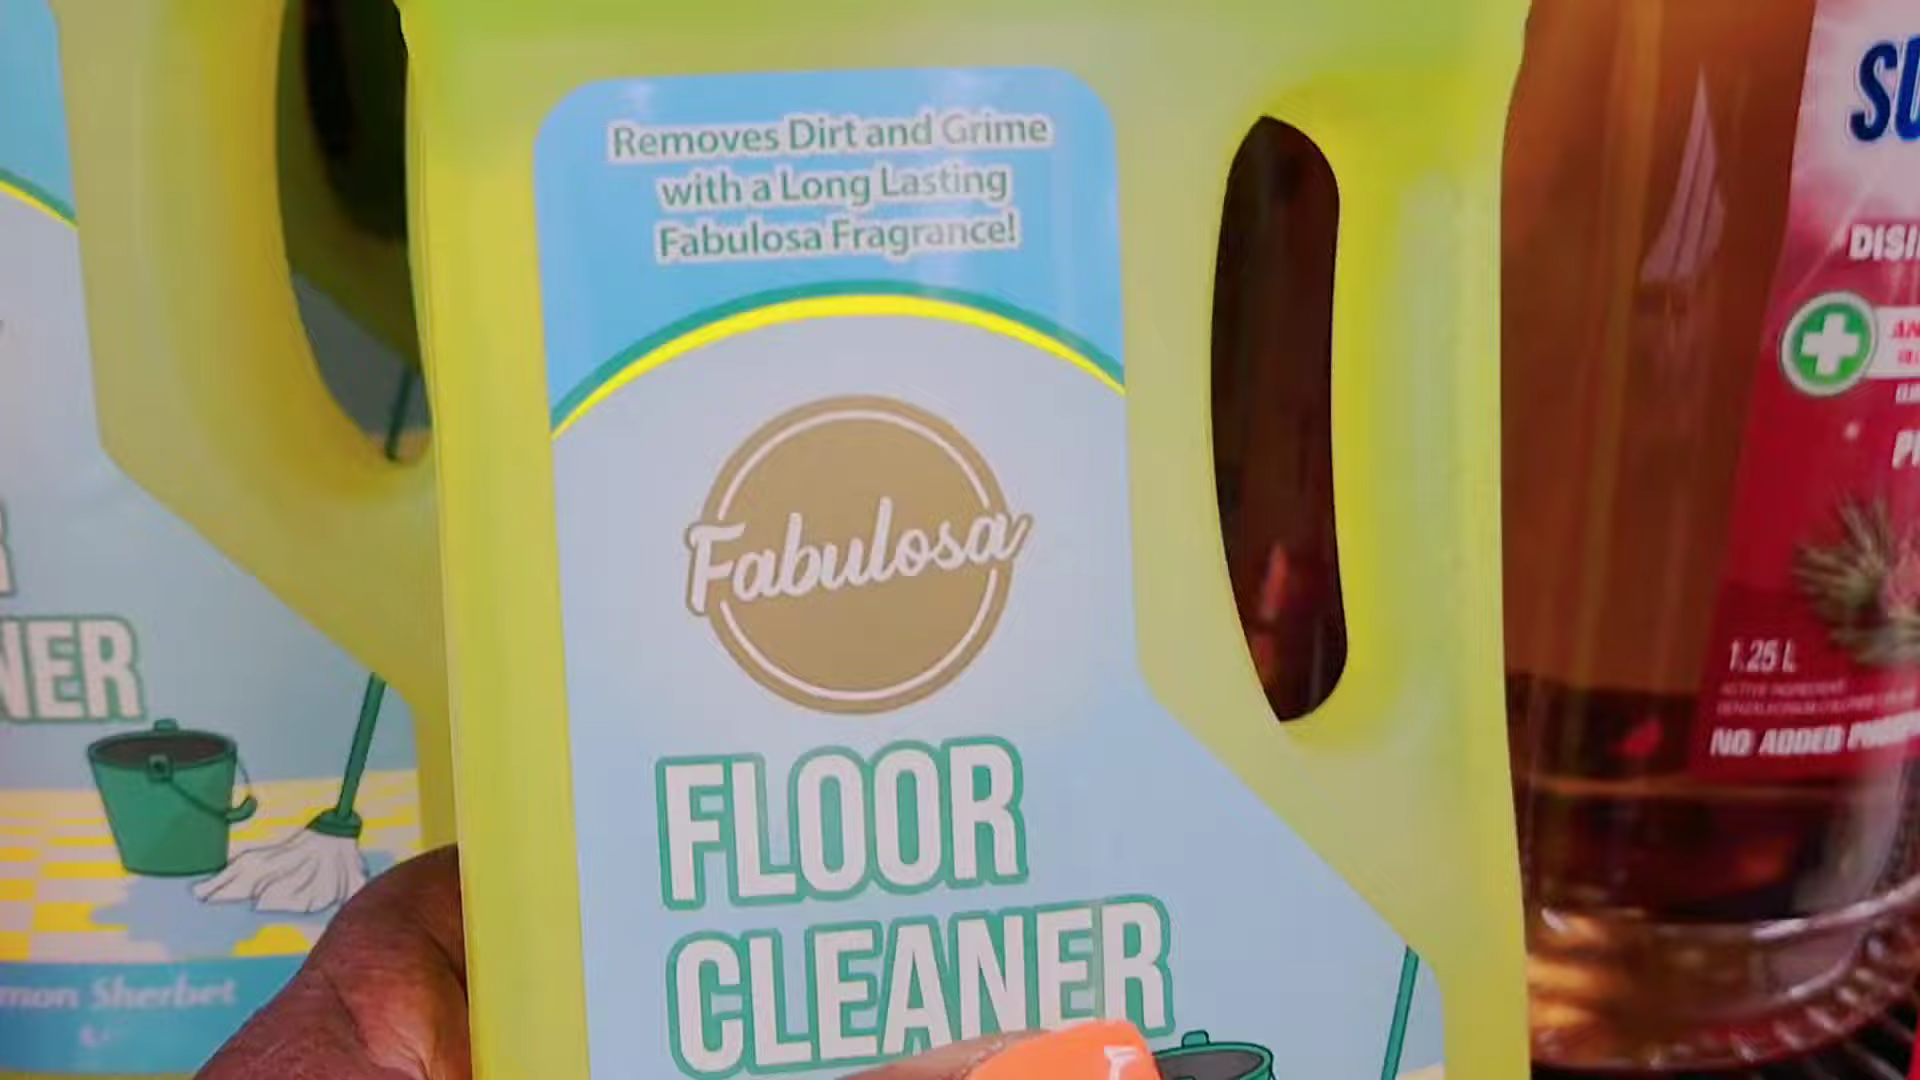 Removes Dirt and Grime
with a Long Lasting
Fabulosa Fragrance!
Fabulosa
FLOOR
CLEANER
NER
mon Sherbet
SU
DISI
1.25 L
NO ADDED